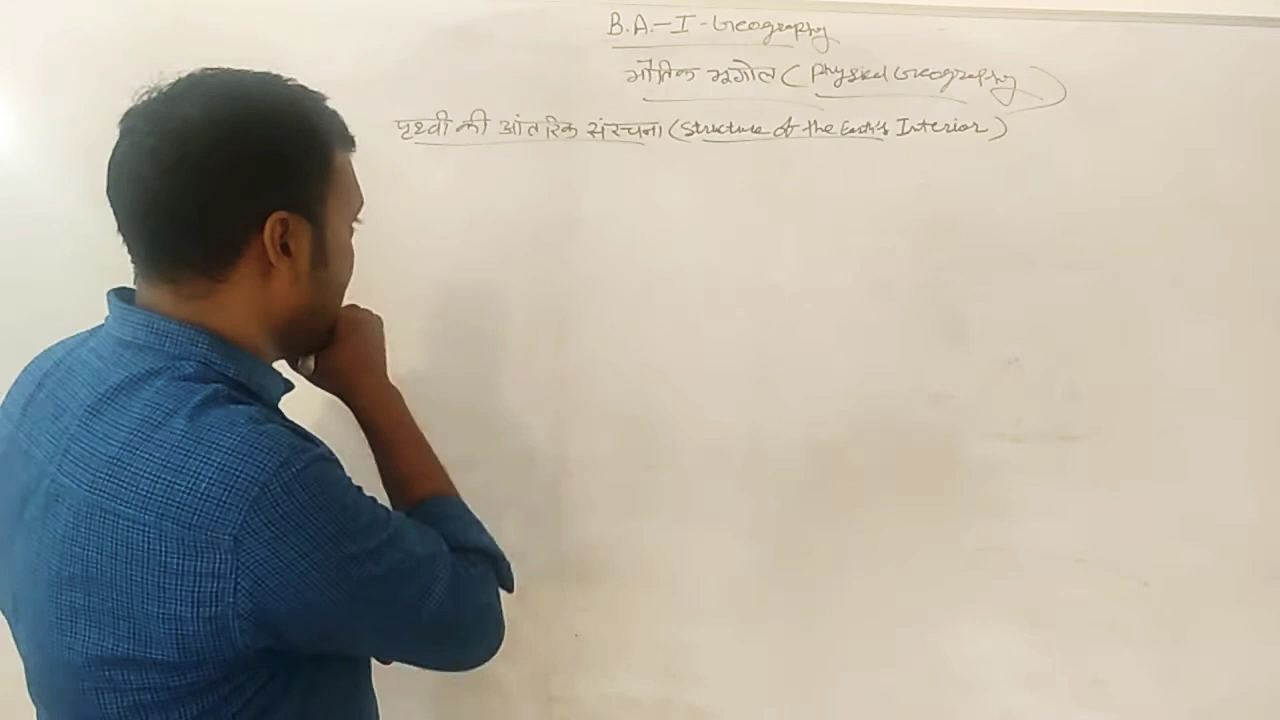 B.A.-I-Geography
भौतिक भूगोल (Physical Geography)
पृथ्वी की आंतरिक संरचना (Structure of the Earth's Interior)